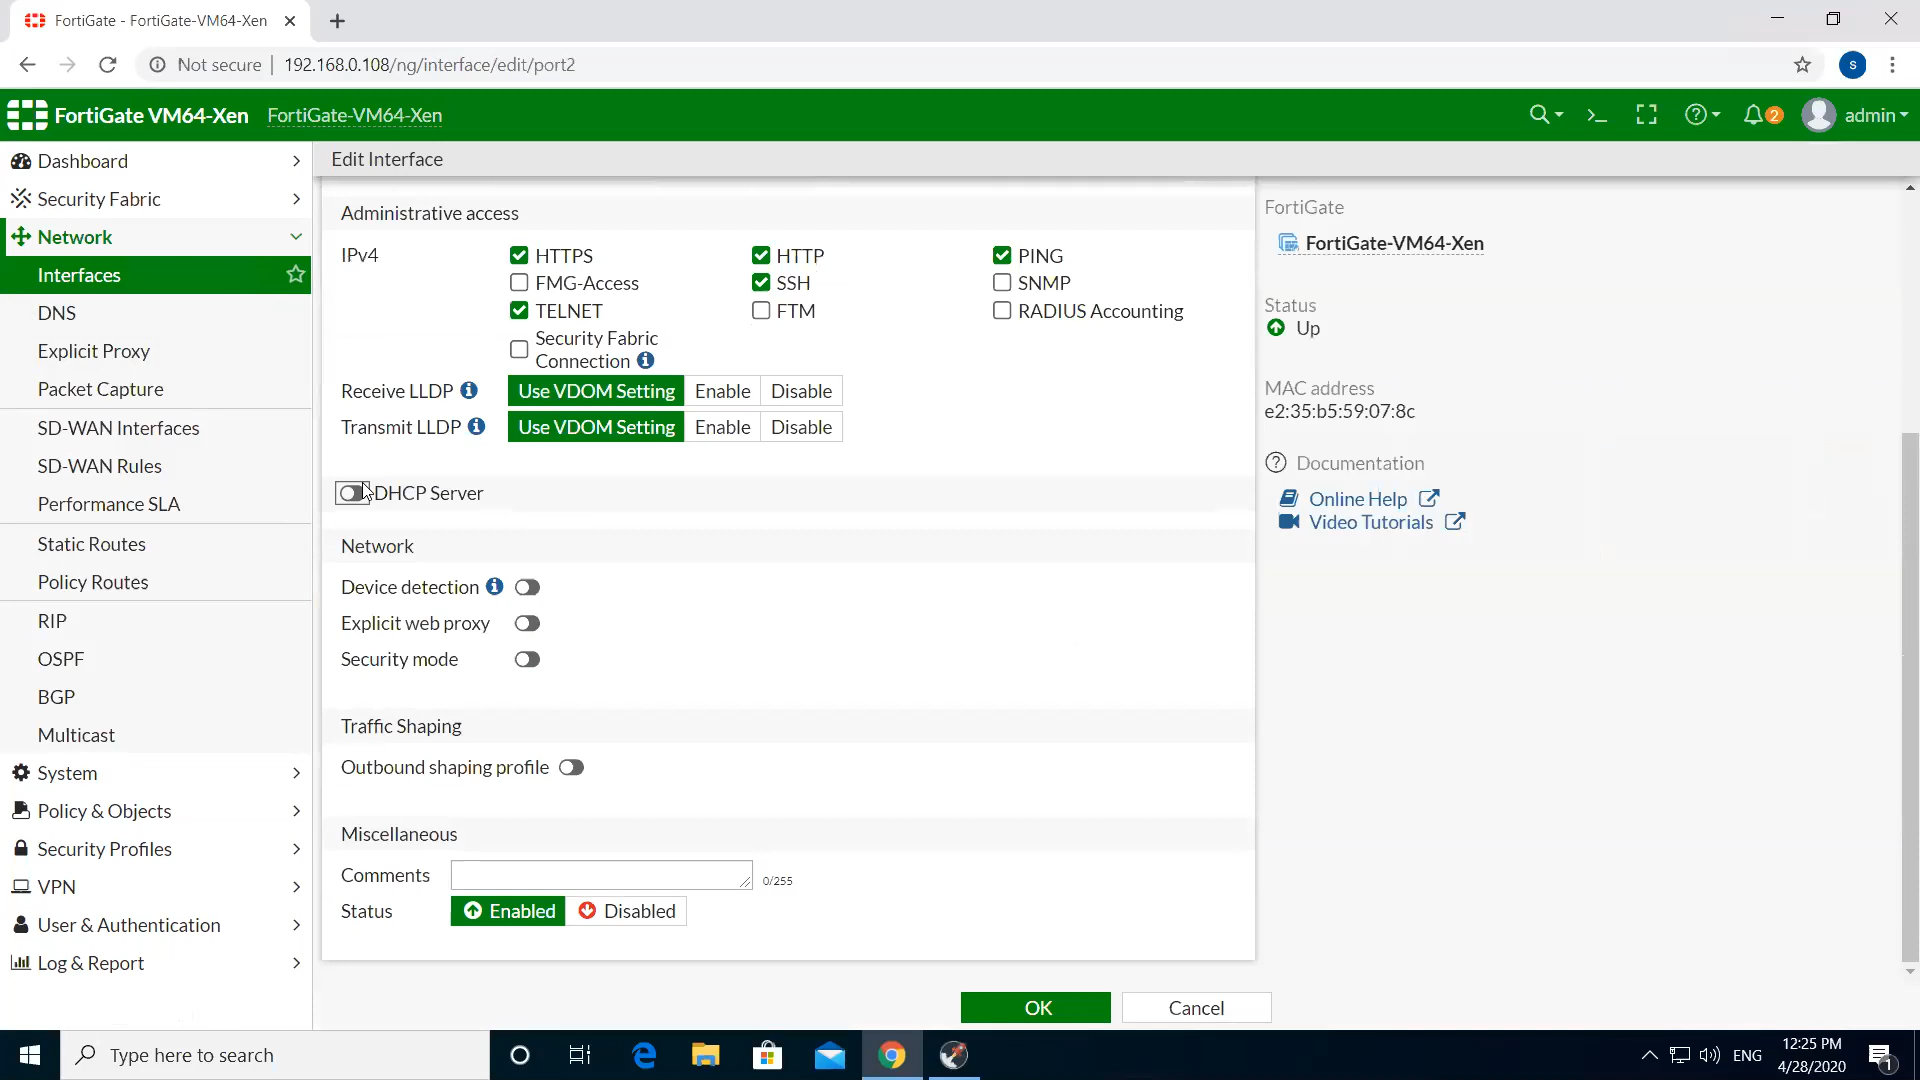 FortiGate - FortiGate-VM64-Xen
Not secure | 192.168.0.108/ng/interface/edit/port2
s
FortiGate VM64-Xen FortiGate-VM64-Xen
2 admin
Dashboard
Security Fabric
Network
Interfaces
DNS
Explicit Proxy
Packet Capture
SD-WAN Interfaces
SD-WAN Rules
Performance SLA
Static Routes
Policy Routes
RIP
OSPF
BGP
Multicast
System
Policy & Objects
Security Profiles
VPN
User & Authentication
Log & Report
Edit Interface
Administrative access
IPv4 HTTPS HTTP PING
FMG-Access SSH SNMP
TELNET FTM RADIUS Accounting
Security Fabric
Connection
Receive LLDP Use VDOM Setting Enable Disable
Transmit LLDP Use VDOM Setting Enable Disable
DHCP Server
Network
Device detection
Explicit web proxy
Security mode
Traffic Shaping
Outbound shaping profile
Miscellaneous
Comments 0/255
Status Enabled Disabled
OK Cancel
FortiGate
FortiGate-VM64-Xen
Status
Up
MAC address
e2:35:b5:59:07:8c
Documentation
Online Help
Video Tutorials
Type here to search
ENG
12:25 PM
4/28/2020
1